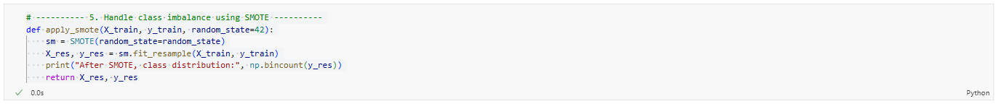 # ---------- 5. Handle class imbalance using SMOTE ----------
def apply_smote(X_train, y_train, random_state=42):
    sm = SMOTE(random_state=random_state)
    X_res, y_res = sm.fit_resample(X_train, y_train)
    print("After SMOTE, class distribution:", np.bincount(y_res))
    return X_res, y_res
0.0s Python